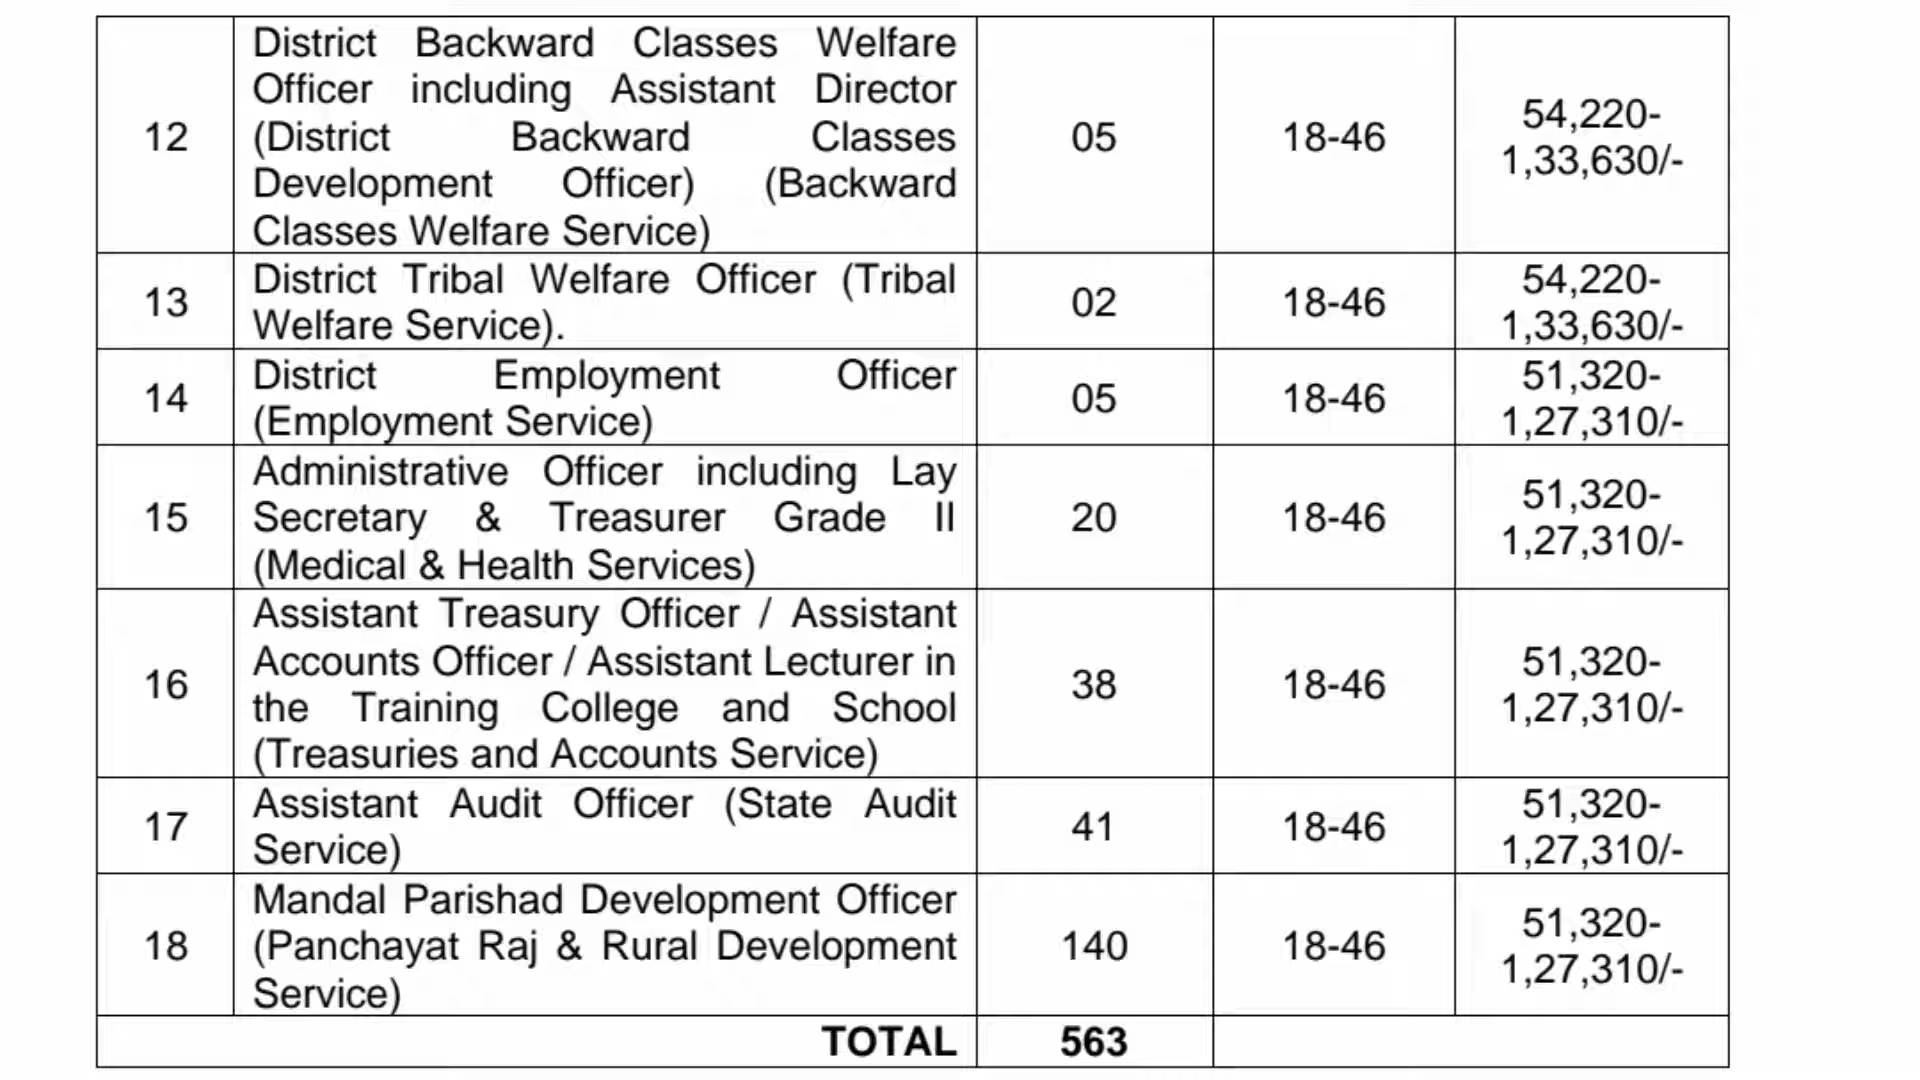 12
District Backward Classes Welfare
Officer including Assistant Director
(District Backward Classes
Development Officer) (Backward
Classes Welfare Service)
05
18-46
54,220-
1,33,630/-
13
District Tribal Welfare Officer (Tribal
Welfare Service).
02
18-46
54,220-
1,33,630/-
14
District Employment Officer
(Employment Service)
05
18-46
51,320-
1,27,310/-
15
Administrative Officer including Lay
Secretary & Treasurer Grade II
(Medical & Health Services)
20
18-46
51,320-
1,27,310/-
16
Assistant Treasury Officer / Assistant
Accounts Officer / Assistant Lecturer in
the Training College and School
(Treasuries and Accounts Service)
38
18-46
51,320-
1,27,310/-
17
Assistant Audit Officer (State Audit
Service)
41
18-46
51,320-
1,27,310/-
18
Mandal Parishad Development Officer
(Panchayat Raj & Rural Development
Service)
140
18-46
51,320-
1,27,310/-
TOTAL
563